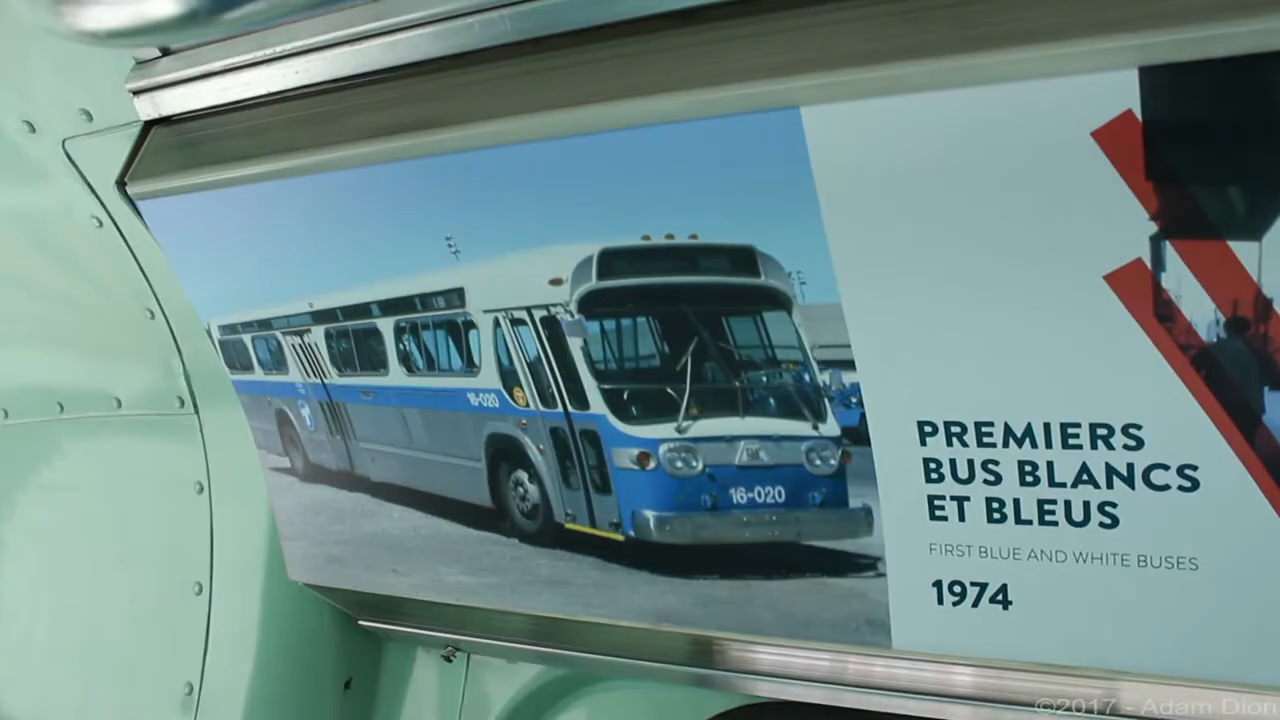 16-020
16-020
PREMIERS
BUS BLANCS
ET BLEUS
FIRST BLUE AND WHITE BUSES
1974
©2017 - Adam Dion